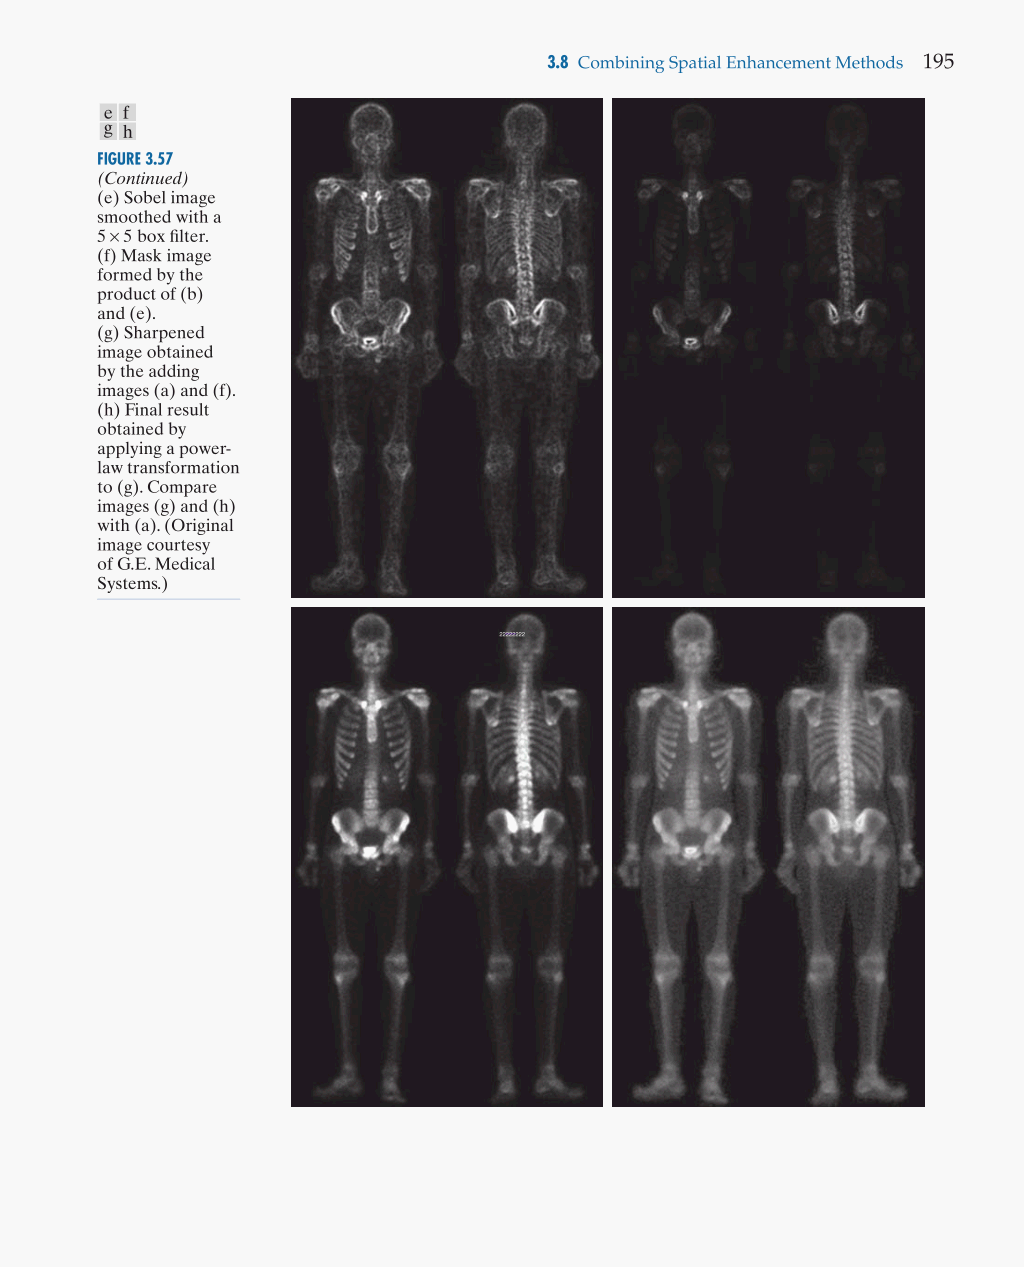 3.8 Combining Spatial Enhancement Methods 195
e f
g h
FIGURE 3.57
(Continued)
(e) Sobel image
smoothed with a
5 × 5 box filter.
(f) Mask image
formed by the
product of (b)
and (e).
(g) Sharpened
image obtained
by the adding
images (a) and (f).
(h) Final result
obtained by
applying a power-
law transformation
to (g). Compare
images (g) and (h)
with (a). (Original
image courtesy
of G.E. Medical
Systems.)
22222222